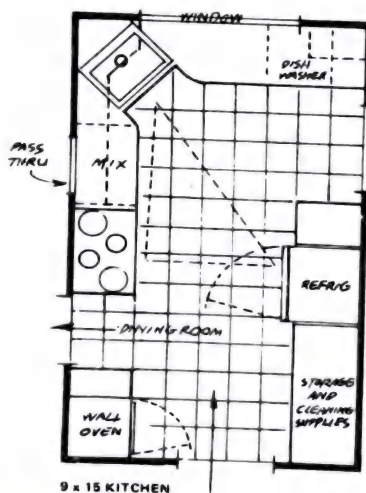 WINDOW
DISH
WASHER
PASS
THRU
MIX
REFRIG
DINING ROOM
WALL
OVEN
STORAGE
AND
CLEANING
SUPPLIES
9 x 15 KITCHEN